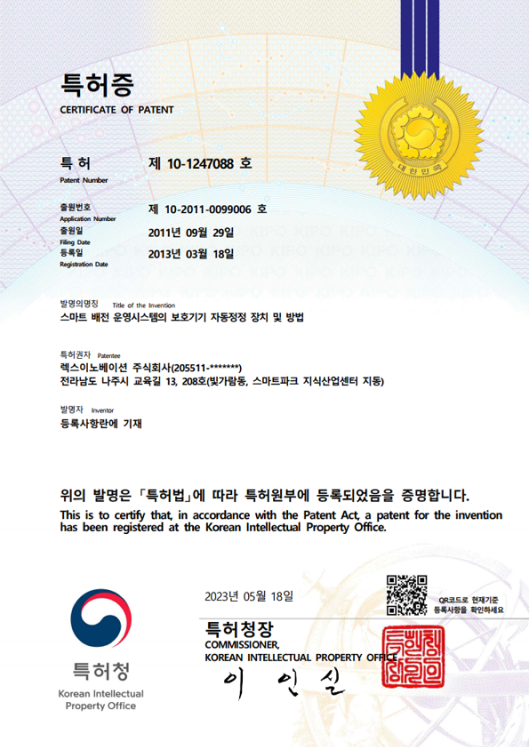 특허증
CERTIFICATE OF PATENT
특 허 제 10-1247088 호
Patent Number
출원번호 제 10-2011-0099006 호
Application Number
출원일 2011년 09월 29일
Filing Date
등록일 2013년 03월 18일
Registration Date
발명의명칭 Title of the Invention
스마트 배전 운영시스템의 보호기기 자동정정 장치 및 방법
특허권자 Patentee
렉스이노베이션 주식회사(205511-*******)
전라남도 나주시 교육길 13, 208호(빛가람동, 스마트파크 지식산업센터 지동)
발명자 Inventor
등록사항란에 기재
위의 발명은 「특허법」에 따라 특허원부에 등록되었음을 증명합니다.
This is to certify that, in accordance with the Patent Act, a patent for the invention
has been registered at the Korean Intellectual Property Office.
2023년 05월 18일
QR코드로 현재기준
등록사항을 확인하세요
특허청장
COMMISSIONER,
KOREAN INTELLECTUAL PROPERTY OFFICE
이 인 실
특허청
Korean Intellectual
Property Office
대한민국